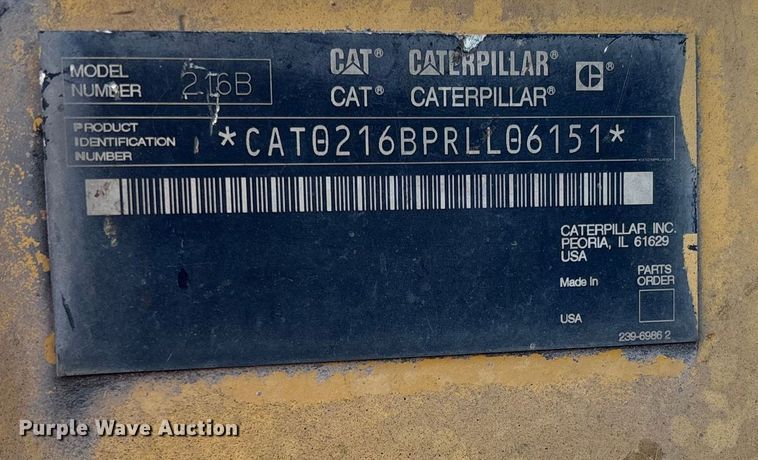 MODEL NUMBER 216B
CAT® CATERPILLAR®
CAT® CATERPILLAR® C®
PRODUCT IDENTIFICATION NUMBER
*CAT0216BPRLL06151*
CATERPILLAR INC.
PEORIA, IL 61629
USA
Made In
PARTS ORDER
USA
239-6986 2
Purple Wave Auction